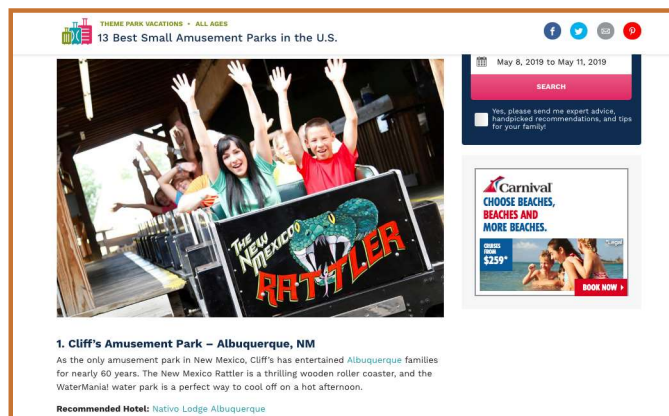 THEME PARK VACATIONS • ALL AGES
13 Best Small Amusement Parks in the U.S.
May 8, 2019 to May 11, 2019
SEARCH
Yes, please send me expert advice,
handpicked recommendations, and tips
for your family!
THE
NEW
MEXICO
RATTLER
Carnival
CHOOSE BEACHES,
BEACHES AND
MORE BEACHES.
CRUISES
FROM
$259*
*Legal
BOOK NOW
1. Cliff's Amusement Park – Albuquerque, NM
As the only amusement park in New Mexico, Cliff's has entertained Albuquerque families
for nearly 60 years. The New Mexico Rattler is a thrilling wooden roller coaster, and the
WaterMania! water park is a perfect way to cool off on a hot afternoon.
Recommended Hotel: Nativo Lodge Albuquerque